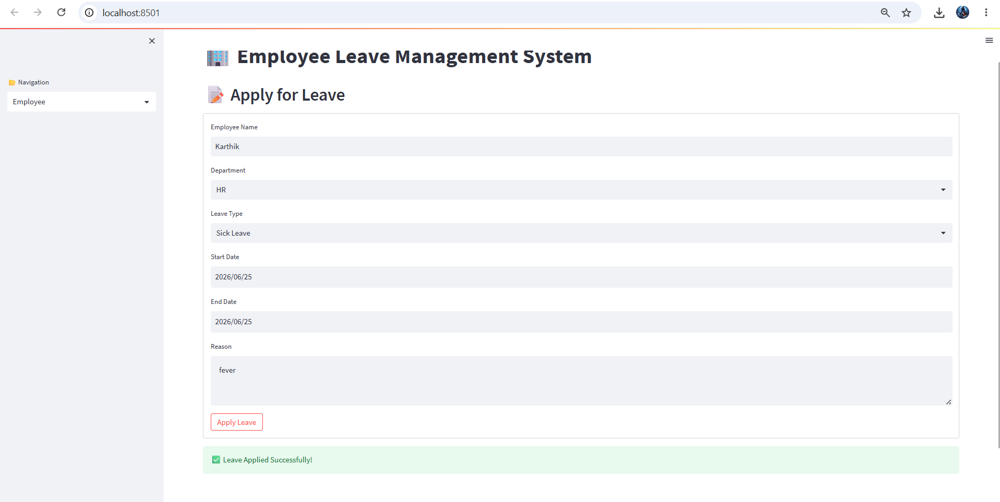 localhost:8501
Employee Leave Management System
Navigation
Employee
Apply for Leave
Employee Name
Karthik
Department
HR
Leave Type
Sick Leave
Start Date
2026/06/25
End Date
2026/06/25
Reason
fever
Apply Leave
Leave Applied Successfully!